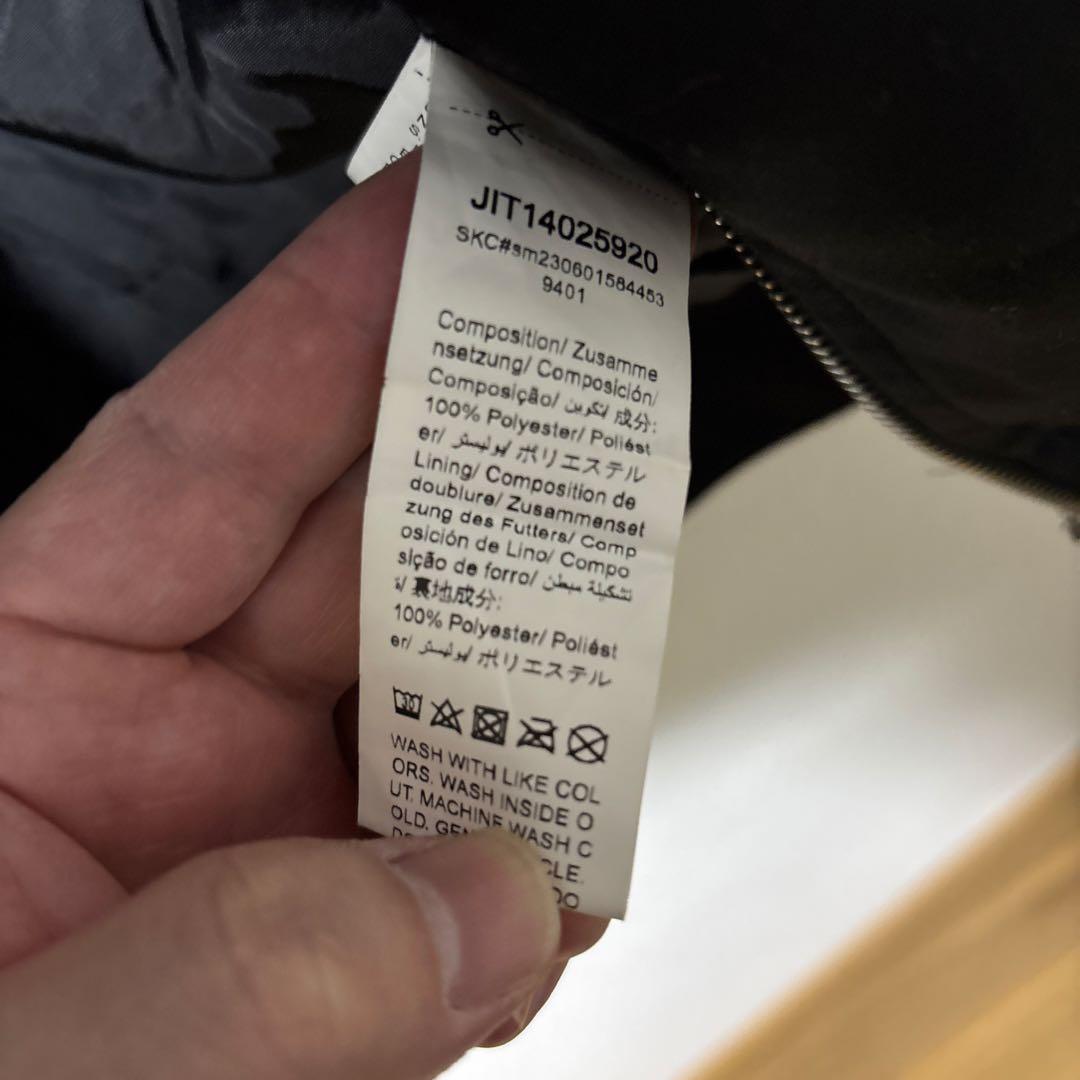 JIT14025920
SKC#sm230601584453
9401
Composition/ Zusamme
nsetzung/ Composición/
Composição/ تكوين/ 成分:
100% Polyester/ Poliést
er/ بوليستر/ ポリエステル
Lining/ Composition de
doublure/ Zusammenset
zung des Futters/ Comp
osición de Lino/ Compo
sição de forro/ تشكيلة مبطن
ة/ 裏地成分:
100% Polyester/ Poliést
er/ بوليستر/ ポリエステル
30
WASH WITH LIKE COL
ORS. WASH INSIDE O
UT. MACHINE WASH C
OLD.
DO